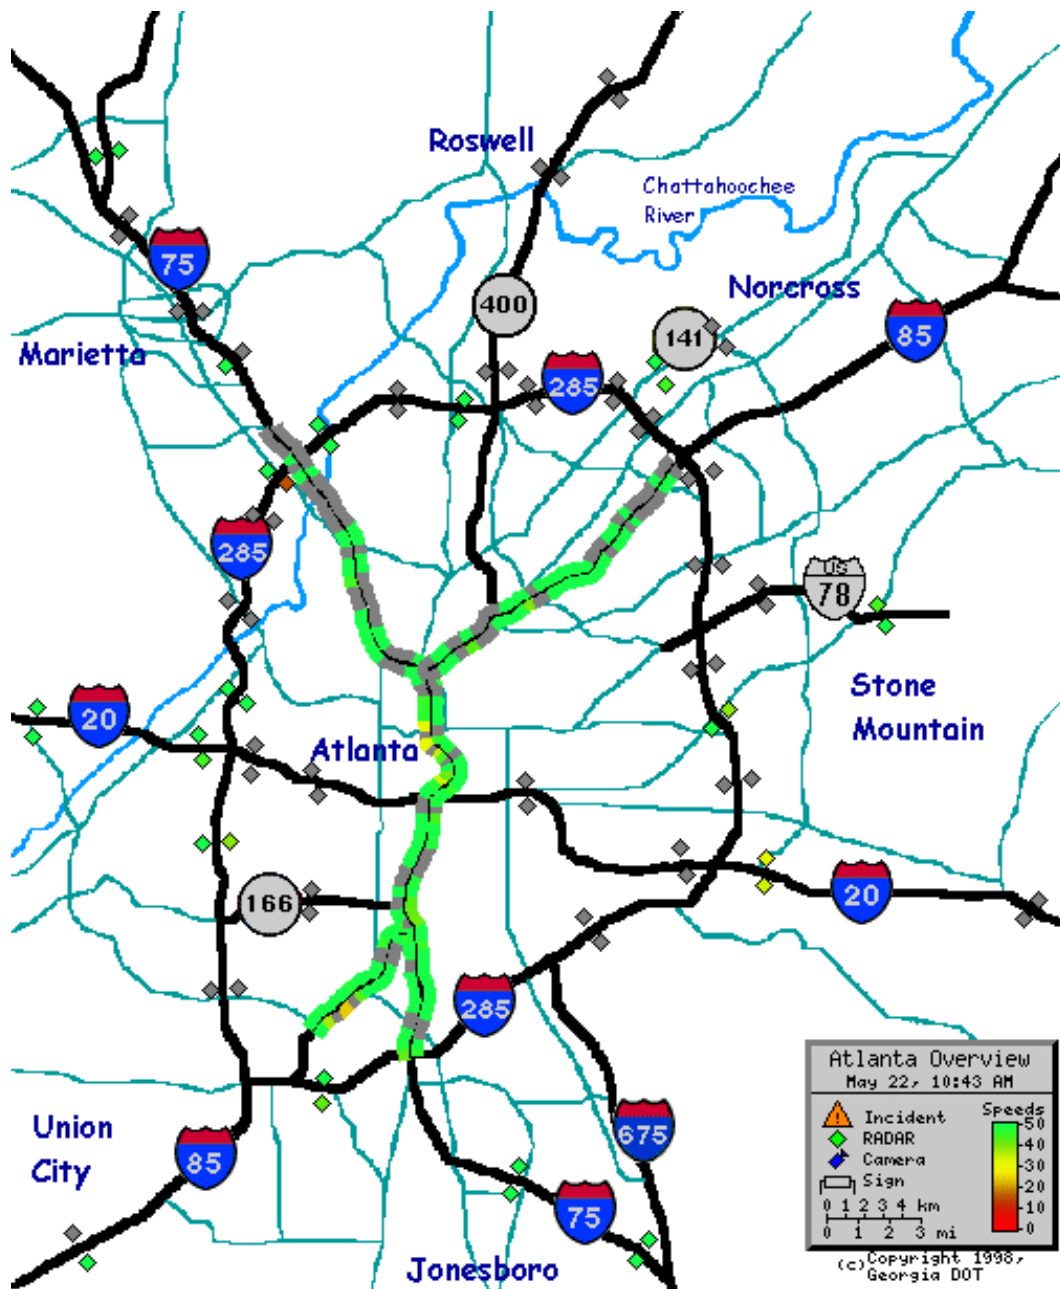 Roswell
Chattahoochee
River
75
400
Norcross
141
85
Marietta
285
285
US
78
20
Atlanta
Stone
Mountain
166
20
285
Union
City
85
675
75
Jonesboro
Atlanta Overview
May 22, 10:43 AM
Incident
RADAR
Camera
Sign
0 1 2 3 4 km
0 1 2 3 mi
Speeds
50
40
30
20
10
0
(c)Copyright 1998,
Georgia DOT